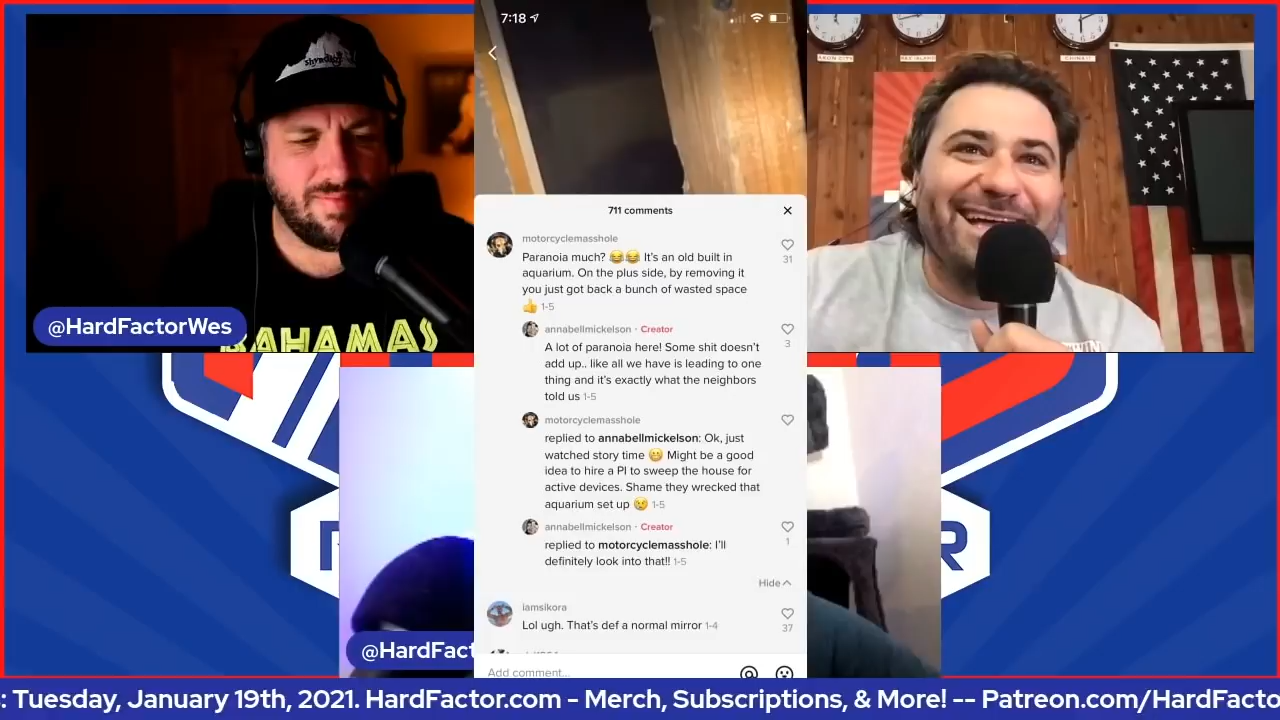 7:18
711 comments
motorcyclemasshole
Paranoia much? 😂😂 It's an old built in
aquarium. On the plus side, by removing it
you just got back a bunch of wasted space
👍 1-5
31
annabellmickelson · Creator
A lot of paranoia here! Some shit doesn't
add up.. like all we have is leading to one
thing and it's exactly what the neighbors
told us 1-5
3
motorcyclemasshole
replied to annabellmickelson: Ok, just
watched story time 😬 Might be a good
idea to hire a PI to sweep the house for
active devices. Shame they wrecked that
aquarium set up 😢 1-5
annabellmickelson · Creator
replied to motorcyclemasshole: I'll
definitely look into that!! 1-5
1
Hide
iamsikora
Lol ugh. That's def a normal mirror 1-4
37
Add comment...
@HardFactorWes
BAHAMAS
@HardFact
R
: Tuesday, January 19th, 2021. HardFactor.com - Merch, Subscriptions, & More! -- Patreon.com/HardFacto